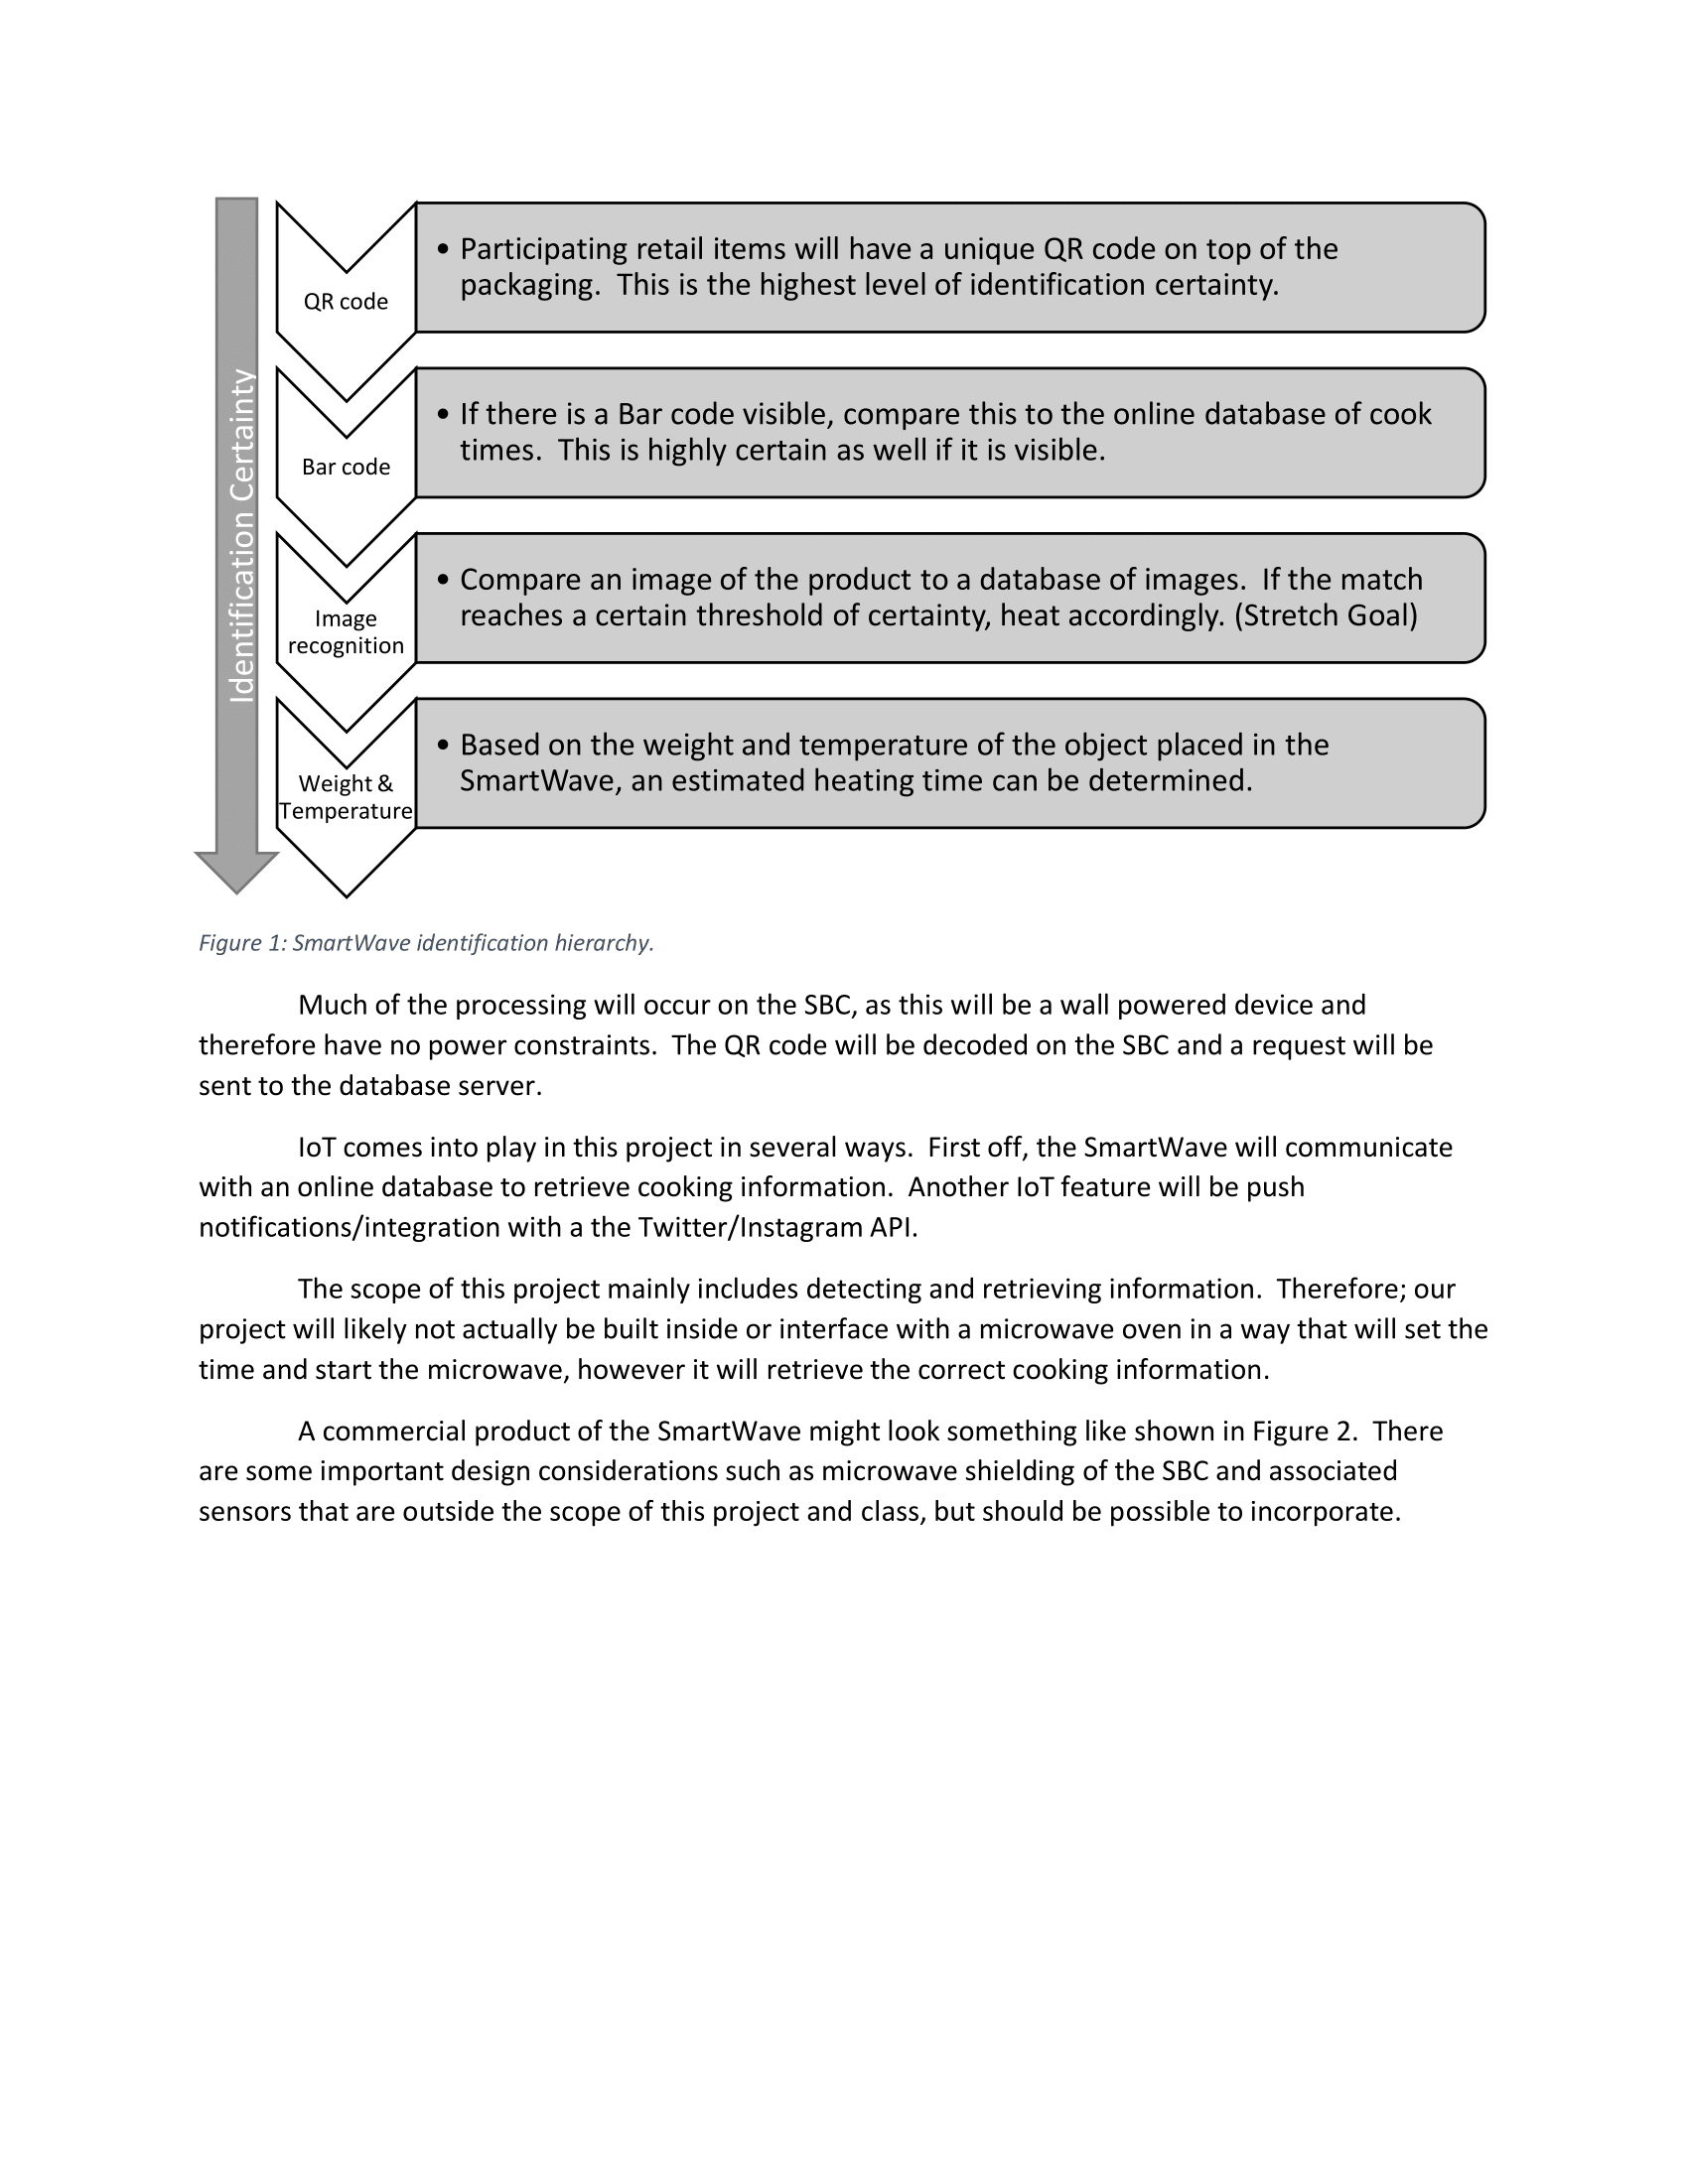 Identification Certainty
QR code
• Participating retail items will have a unique QR code on top of the
packaging.  This is the highest level of identification certainty.
Bar code
• If there is a Bar code visible, compare this to the online database of cook
times.  This is highly certain as well if it is visible.
Image
recognition
• Compare an image of the product to a database of images.  If the match
reaches a certain threshold of certainty, heat accordingly. (Stretch Goal)
Weight &
Temperature
• Based on the weight and temperature of the object placed in the
SmartWave, an estimated heating time can be determined.
Figure 1: SmartWave identification hierarchy.
Much of the processing will occur on the SBC, as this will be a wall powered device and
therefore have no power constraints.  The QR code will be decoded on the SBC and a request will be
sent to the database server.
IoT comes into play in this project in several ways.  First off, the SmartWave will communicate
with an online database to retrieve cooking information.  Another IoT feature will be push
notifications/integration with a the Twitter/Instagram API.
The scope of this project mainly includes detecting and retrieving information.  Therefore; our
project will likely not actually be built inside or interface with a microwave oven in a way that will set the
time and start the microwave, however it will retrieve the correct cooking information.
A commercial product of the SmartWave might look something like shown in Figure 2.  There
are some important design considerations such as microwave shielding of the SBC and associated
sensors that are outside the scope of this project and class, but should be possible to incorporate.